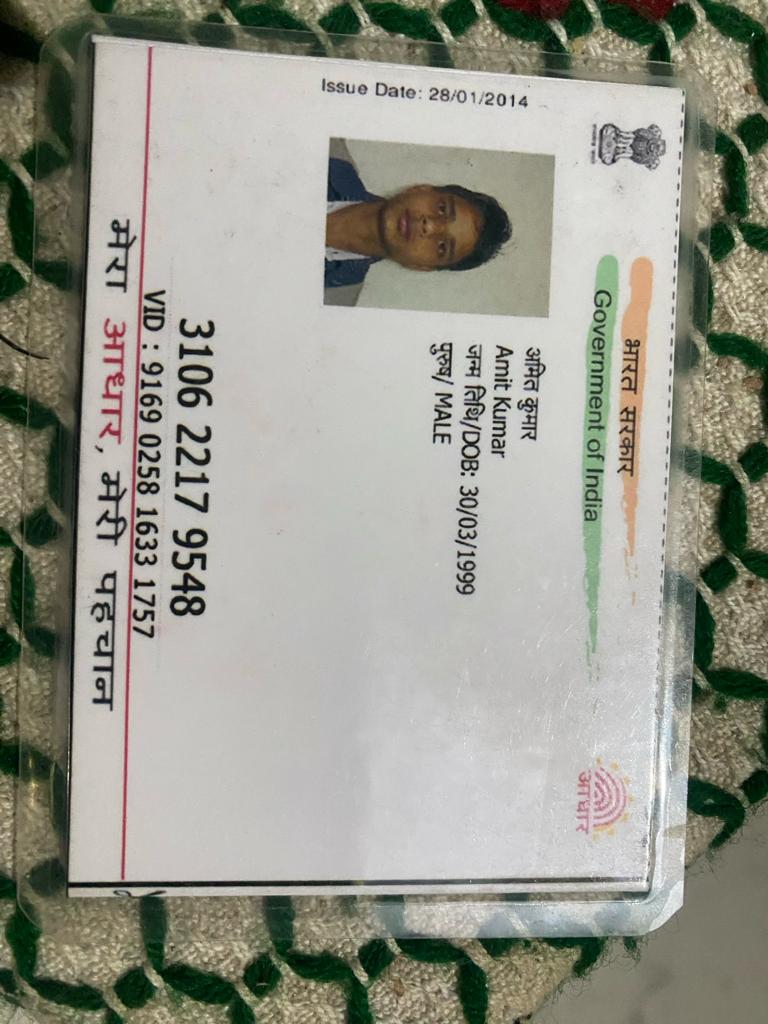 भारत सरकार
Government of India
आधार
Issue Date: 28/01/2014
अमित कुमार
Amit Kumar
जन्म तिथि/DOB: 30/03/1999
पुरुष/ MALE
3106 2217 9548
VID : 9169 0258 1633 1757
मेरा आधार, मेरी पहचान